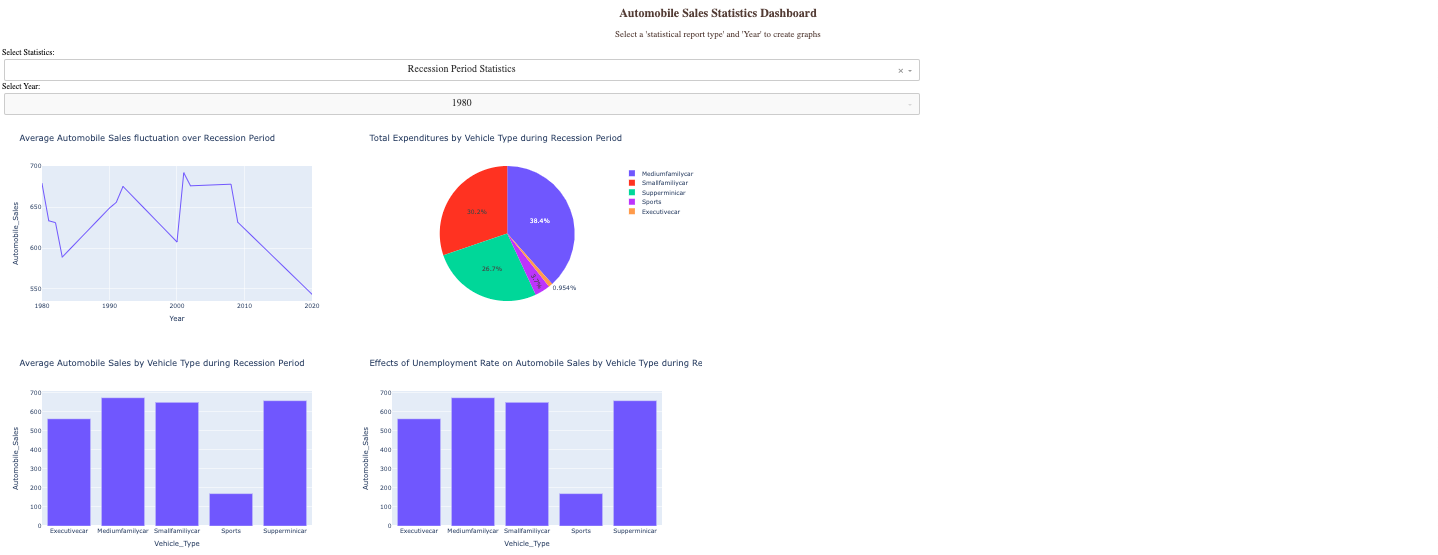 Automobile Sales Statistics Dashboard
Select a 'statistical report type' and 'Year' to create graphs
Select Statistics:
Recession Period Statistics
×
Select Year:
1980
Average Automobile Sales fluctuation over Recession Period
700
650
600
550
Automobile_Sales
1980 1990 2000 2010 2020
Year
Total Expenditures by Vehicle Type during Recession Period
38.4%
30.2%
26.7%
0.954%
Mediumfamilycar
Smallfamiliycar
Supperminicar
Sports
Executivecar
Average Automobile Sales by Vehicle Type during Recession Period
700
600
500
400
300
200
100
0
Automobile_Sales
Executivecar Mediumfamilycar Smallfamiliycar Sports Supperminicar
Vehicle_Type
Effects of Unemployment Rate on Automobile Sales by Vehicle Type during Re
700
600
500
400
300
200
100
0
Automobile_Sales
Executivecar Mediumfamilycar Smallfamiliycar Sports Supperminicar
Vehicle_Type